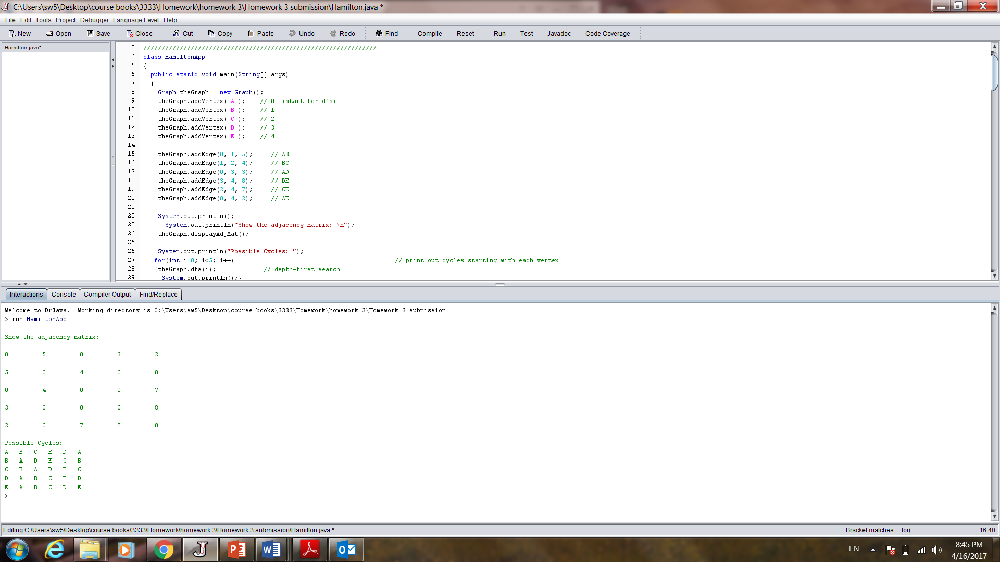 C:\Users\sw5\Desktop\course books\3333\Homework\homework 3\Homework 3 submission\Hamilton.java *
File Edit Tools Project Debugger Language Level Help
New Open Save Close Cut Copy Paste Undo Redo Find Compile Reset Run Test Javadoc Code Coverage
Hamilton.java*
3 ////////////////////////////////////////////////////////////////
4 class HamiltonApp
5 {
6 public static void main(String[] args)
7 {
8 Graph theGraph = new Graph();
9 theGraph.addVertex('A'); // 0 (start for dfs)
10 theGraph.addVertex('B'); // 1
11 theGraph.addVertex('C'); // 2
12 theGraph.addVertex('D'); // 3
13 theGraph.addVertex('E'); // 4
14
15 theGraph.addEdge(0, 1, 5); // AB
16 theGraph.addEdge(1, 2, 4); // BC
17 theGraph.addEdge(0, 3, 3); // AD
18 theGraph.addEdge(3, 4, 8); // DE
19 theGraph.addEdge(2, 4, 7); // CE
20 theGraph.addEdge(0, 4, 2); // AE
21
22 System.out.println();
23 System.out.println("Show the adjacency matrix: \n");
24 theGraph.displayAdjMat();
25
26 System.out.println("Possible Cycles: ");
27 for(int i=0; i<5; i++) // print out cycles starting with each vertex
28 {theGraph.dfs(i); // depth-first search
29 System.out.println();}
Interactions Console Compiler Output Find/Replace
Welcome to DrJava. Working directory is C:\Users\sw5\Desktop\course books\3333\Homework\homework 3\Homework 3 submission
> run HamiltonApp
Show the adjacency matrix:
0 5 0 3 2
5 0 4 0 0
0 4 0 0 7
3 0 0 0 8
2 0 7 8 0
Possible Cycles:
A B C E D A
B A D E C B
C B A D E C
D A B C E D
E A B C D E
>
Editing C:\Users\sw5\Desktop\course books\3333\Homework\homework 3\Homework 3 submission\Hamilton.java *
Bracket matches: for( 16:40
EN
8:45 PM
4/16/2017